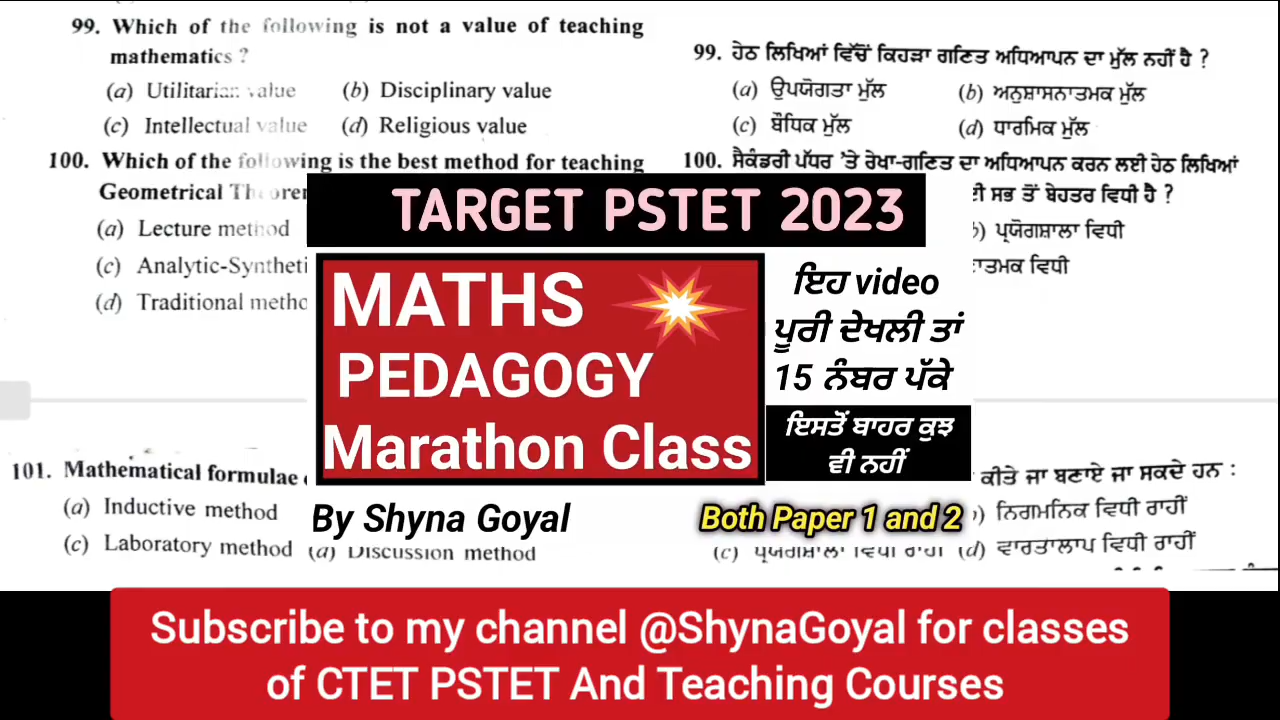 99. Which of the following is not a value of teaching
mathematics ?
(a) Utilitarian value (b) Disciplinary value
(c) Intellectual value (d) Religious value
100. Which of the following is the best method for teaching
Geometrical
(a) Lecture method
(c)
(d) Traditional
101. Mathematical formulae
(a) Inductive method
(c) Laboratory method (d) Discussion method
99. ਹੇਠ ਲਿਖਿਆਂ ਵਿੱਚੋਂ ਕਿਹੜਾ ਗਣਿਤ ਅਧਿਆਪਨ ਦਾ ਮੁੱਲ ਨਹੀਂ ਹੈ ?
(a) ਉਪਯੋਗਤਾ ਮੁੱਲ (b) ਅਨੁਸ਼ਾਸਨਾਤਮਕ ਮੁੱਲ
(c) ਬੌਧਿਕ ਮੁੱਲ (d) ਧਾਰਮਿਕ ਮੁੱਲ
100. ਸੈਕੰਡਰੀ ਪੱਧਰ 'ਤੇ ਰੇਖਾ-ਗਣਿਤ ਦਾ ਅਧਿਆਪਨ ਕਰਨ ਲਈ ਹੇਠ ਲਿਖਿਆਂ
ਸਭ ਤੋਂ ਬੇਹਤਰ ਵਿਧੀ ਹੈ ?
ਪ੍ਰਯੋਗਸ਼ਾਲਾ ਵਿਧੀ
ਵਿਧੀ
ਕੀਤੇ ਜਾ ਬਣਾਏ ਜਾ ਸਕਦੇ ਹਨ :
ਨਿਗਮਨਿਕ ਵਿਧੀ ਰਾਹੀਂ
(c) ਪ੍ਰਯੋਗਸ਼ਾਲਾ ਵਿਧੀ ਰਾਹੀਂ (d) ਵਾਰਤਾਲਾਪ ਵਿਧੀ ਰਾਹੀਂ
TARGET PSTET 2023
MATHS
PEDAGOGY
Marathon Class
ਇਹ video
ਪੂਰੀ ਦੇਖਲੀ ਤਾਂ
15 ਨੰਬਰ ਪੱਕੇ
ਇਸਤੋਂ ਬਾਹਰ ਕੁਝ
ਵੀ ਨਹੀਂ
By Shyna Goyal
Both Paper 1 and 2
Subscribe to my channel @ShynaGoyal for classes
of CTET PSTET And Teaching Courses